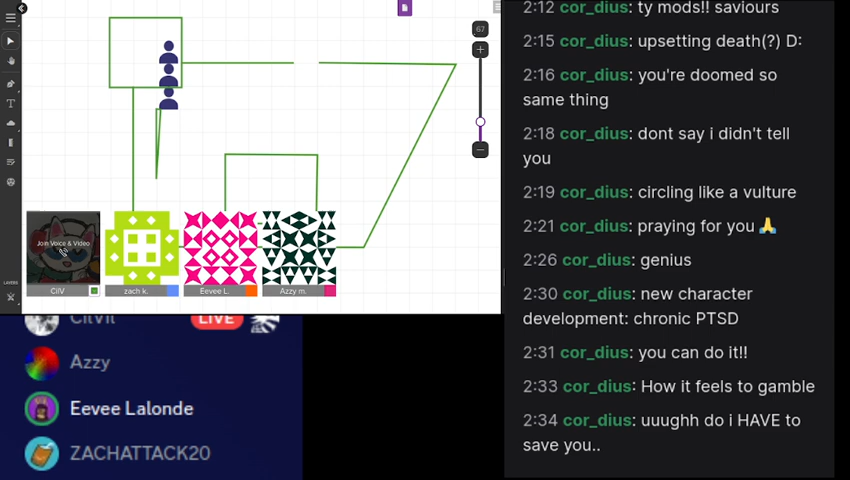 67
Join Voice & Video
CilV
zach k.
Eevee L.
Azzy m.
LAYERS
CilVii
LIVE
Azzy
Eevee Lalonde
ZACHATTACK20
2:12 cor_dius: ty mods!! saviours
2:15 cor_dius: upsetting death(?) D:
2:16 cor_dius: you're doomed so
same thing
2:18 cor_dius: dont say i didn't tell
you
2:19 cor_dius: circling like a vulture
2:21 cor_dius: praying for you 🙏
2:26 cor_dius: genius
2:30 cor_dius: new character
development: chronic PTSD
2:31 cor_dius: you can do it!!
2:33 cor_dius: How it feels to gamble
2:34 cor_dius: uuughh do i HAVE to
save you..